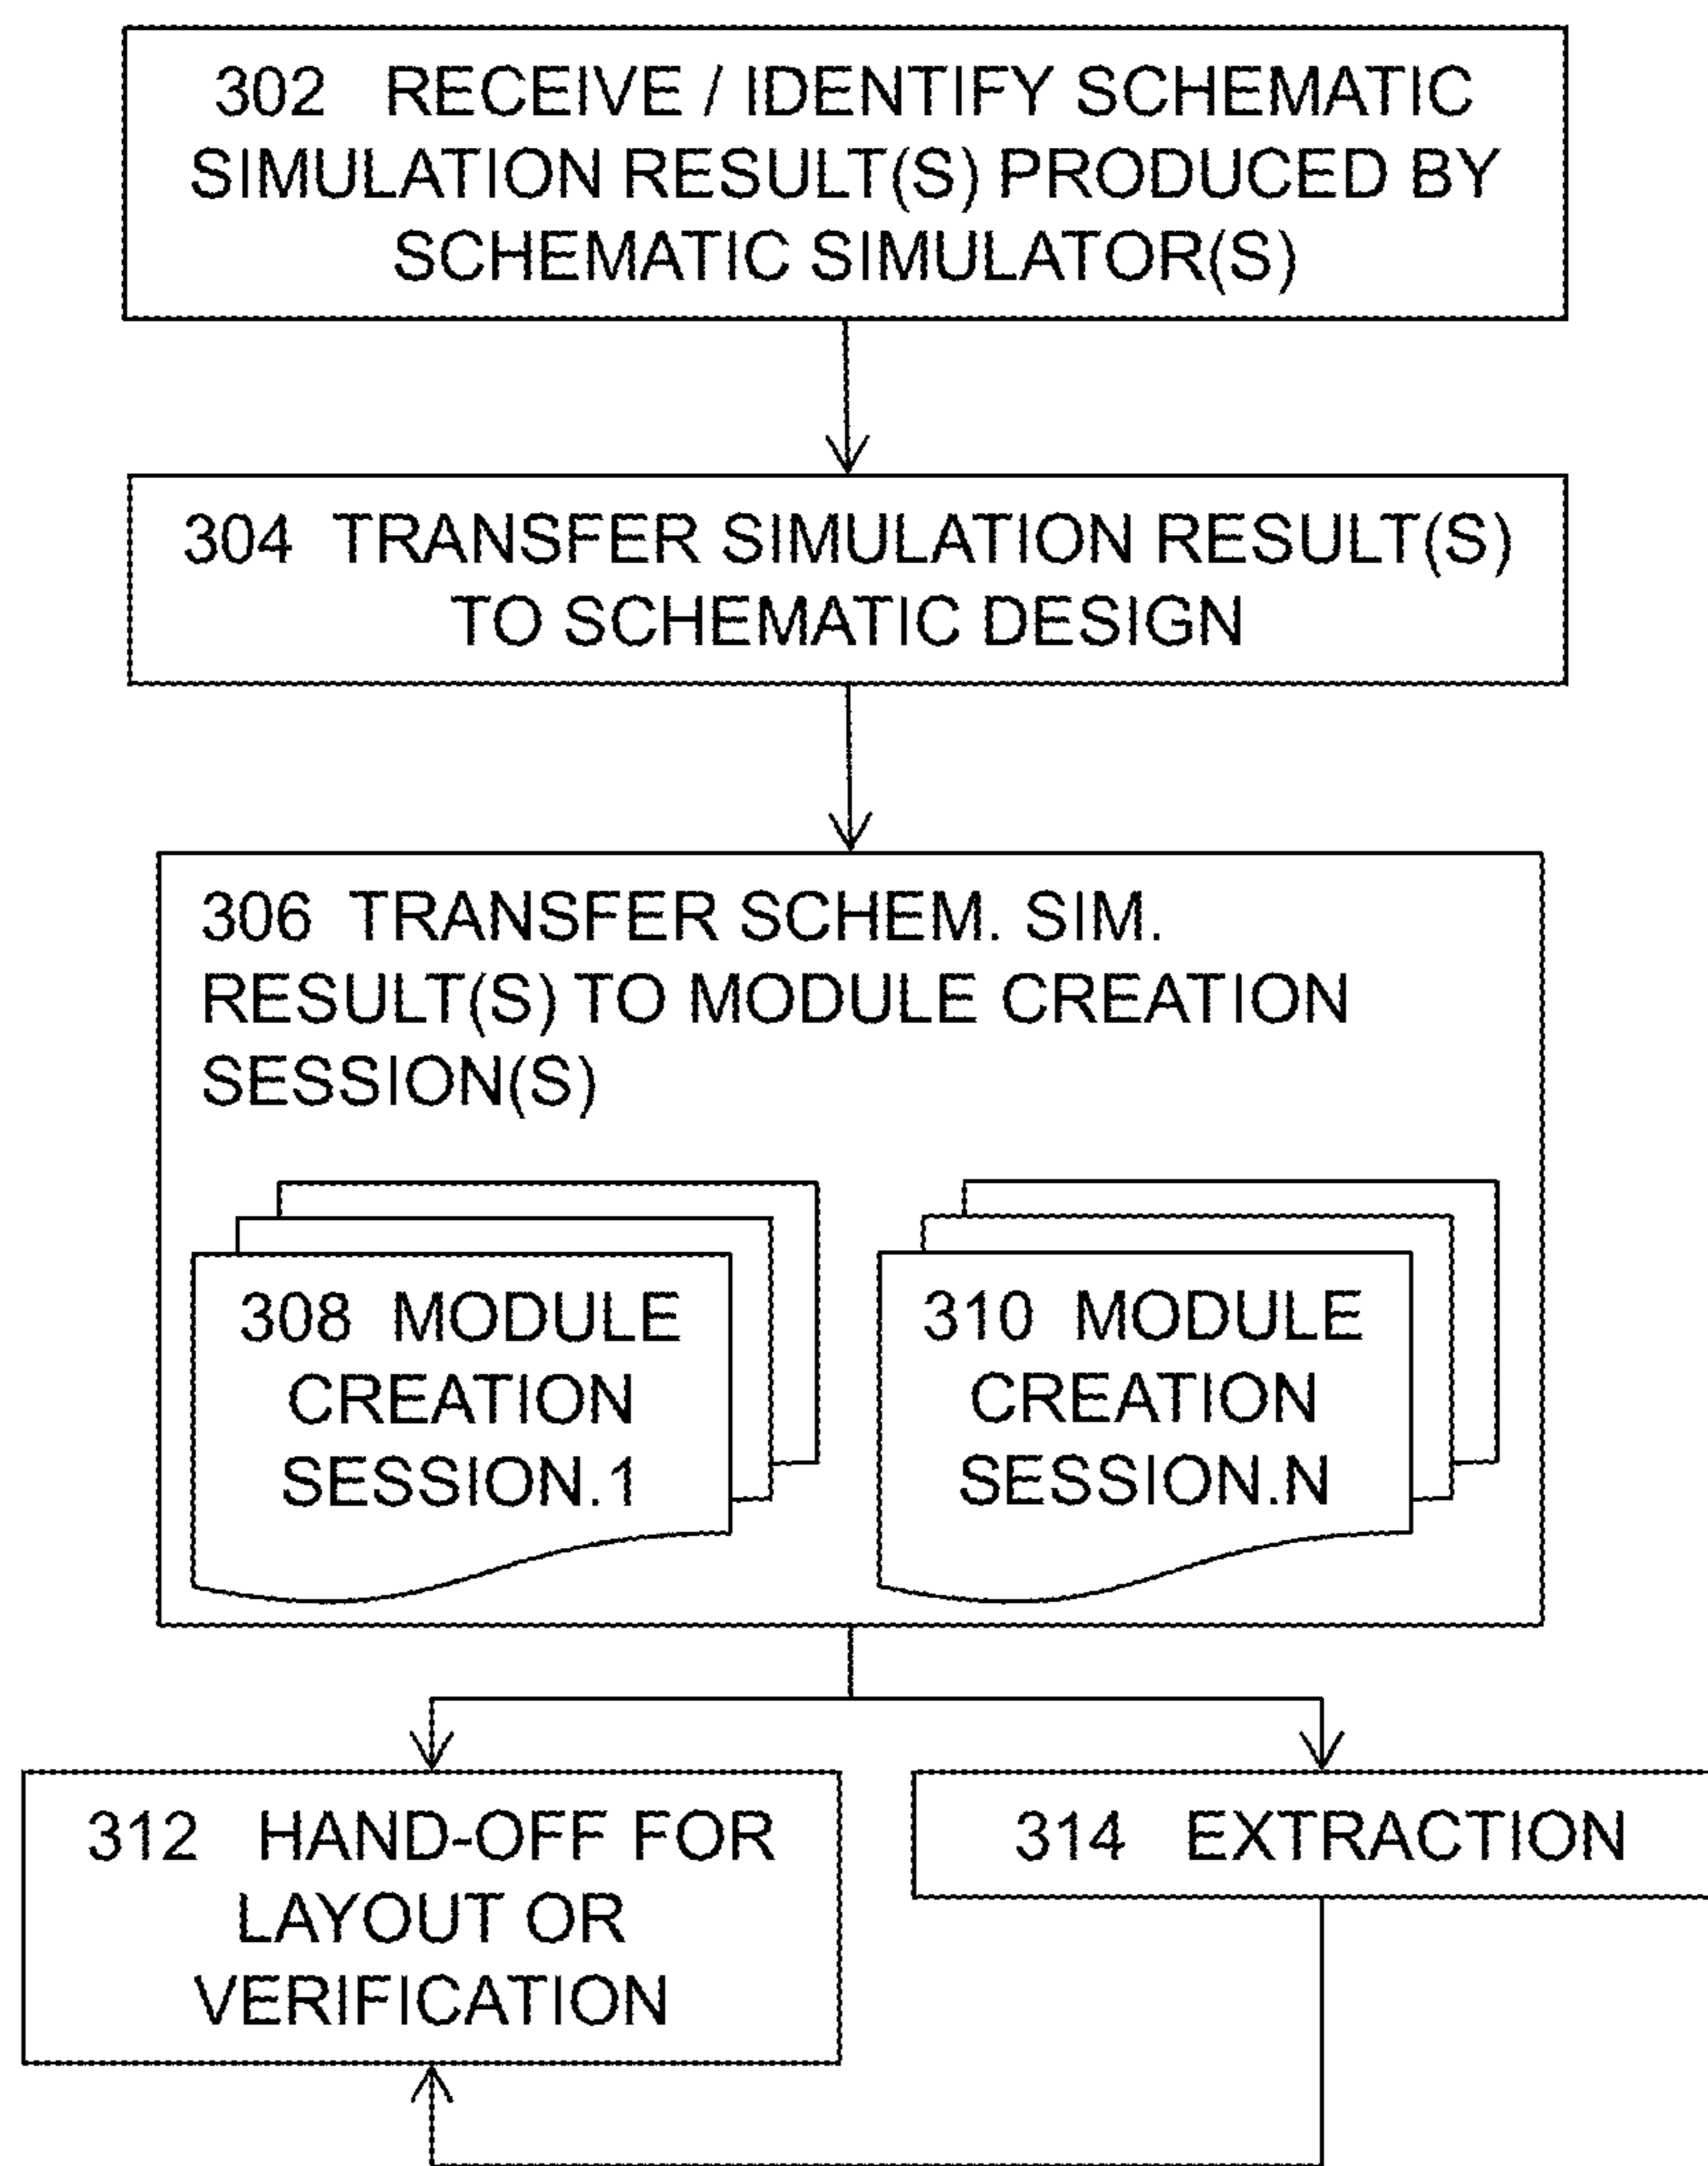 302 RECEIVE / IDENTIFY SCHEMATIC
SIMULATION RESULT(S) PRODUCED BY
SCHEMATIC SIMULATOR(S)
304 TRANSFER SIMULATION RESULT(S)
TO SCHEMATIC DESIGN
306 TRANSFER SCHEM. SIM.
RESULT(S) TO MODULE CREATION
SESSION(S)
308 MODULE
CREATION
SESSION.1
310 MODULE
CREATION
SESSION.N
312 HAND-OFF FOR
LAYOUT OR
VERIFICATION
314 EXTRACTION